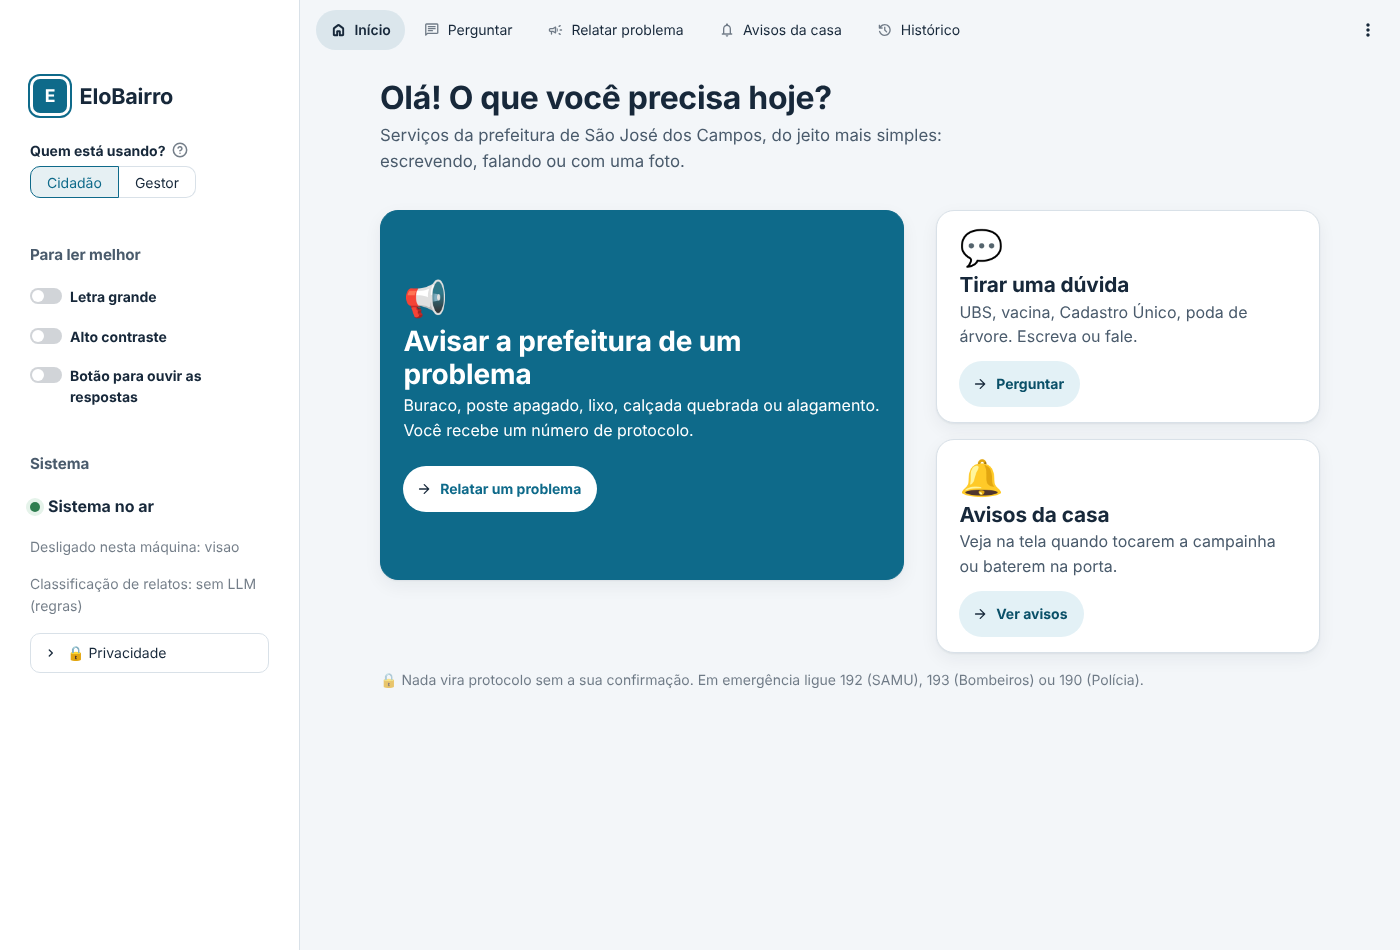 Início
Perguntar
Relatar problema
Avisos da casa
Histórico
E
EloBairro
Quem está usando?
Cidadão
Gestor
Para ler melhor
Letra grande
Alto contraste
Botão para ouvir as
respostas
Sistema
Sistema no ar
Desligado nesta máquina: visao
Classificação de relatos: sem LLM
(regras)
🔒 Privacidade
Olá! O que você precisa hoje?
Serviços da prefeitura de São José dos Campos, do jeito mais simples:
escrevendo, falando ou com uma foto.
Avisar a prefeitura de um
problema
Buraco, poste apagado, lixo, calçada quebrada ou alagamento.
Você recebe um número de protocolo.
→ Relatar um problema
Tirar uma dúvida
UBS, vacina, Cadastro Único, poda de
árvore. Escreva ou fale.
→ Perguntar
Avisos da casa
Veja na tela quando tocarem a campainha
ou baterem na porta.
→ Ver avisos
🔒 Nada vira protocolo sem a sua confirmação. Em emergência ligue 192 (SAMU), 193 (Bombeiros) ou 190 (Polícia).